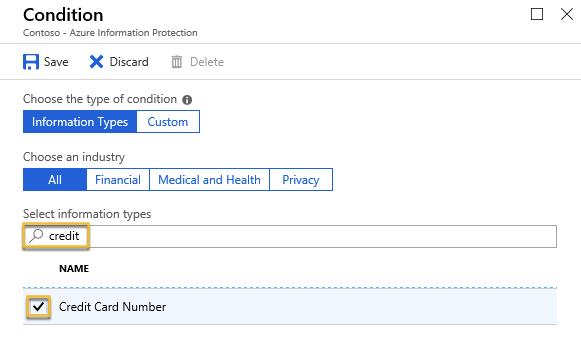 Condition
Contoso - Azure Information Protection
Save Discard Delete
Choose the type of condition
Information Types Custom
Choose an industry
All Financial Medical and Health Privacy
Select information types
credit
NAME
Credit Card Number